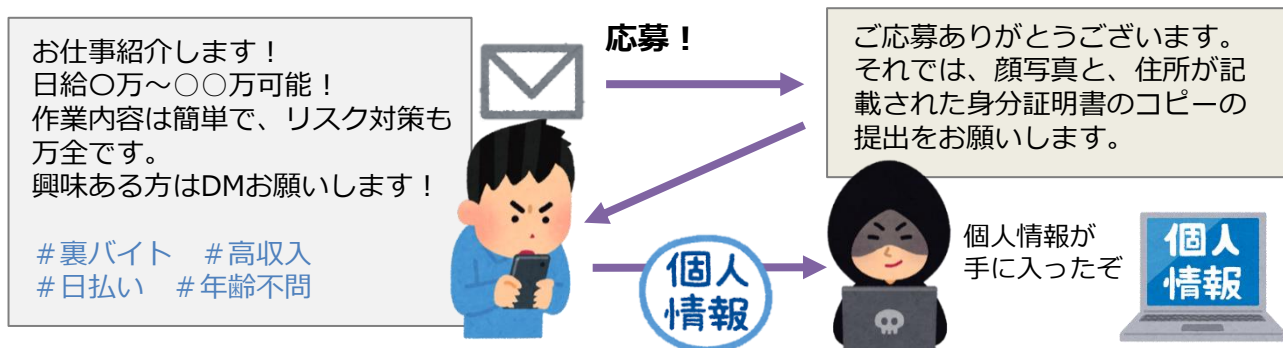 お仕事紹介します！
日給〇万～○○万可能！
作業内容は簡単で、リスク対策も
万全です。
興味ある方はDMお願いします！
＃裏バイト　＃高収入
＃日払い　＃年齢不問
応募！
ご応募ありがとうございます。
それでは、顔写真と、住所が記
載された身分証明書のコピーの
提出をお願いします。
個人
情報
個人情報が
手に入ったぞ
個人
情報